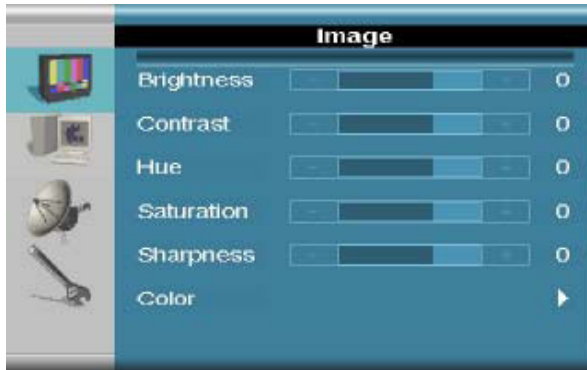 Image
Brightness 0
Contrast 0
Hue 0
Saturation 0
Sharpness 0
Color